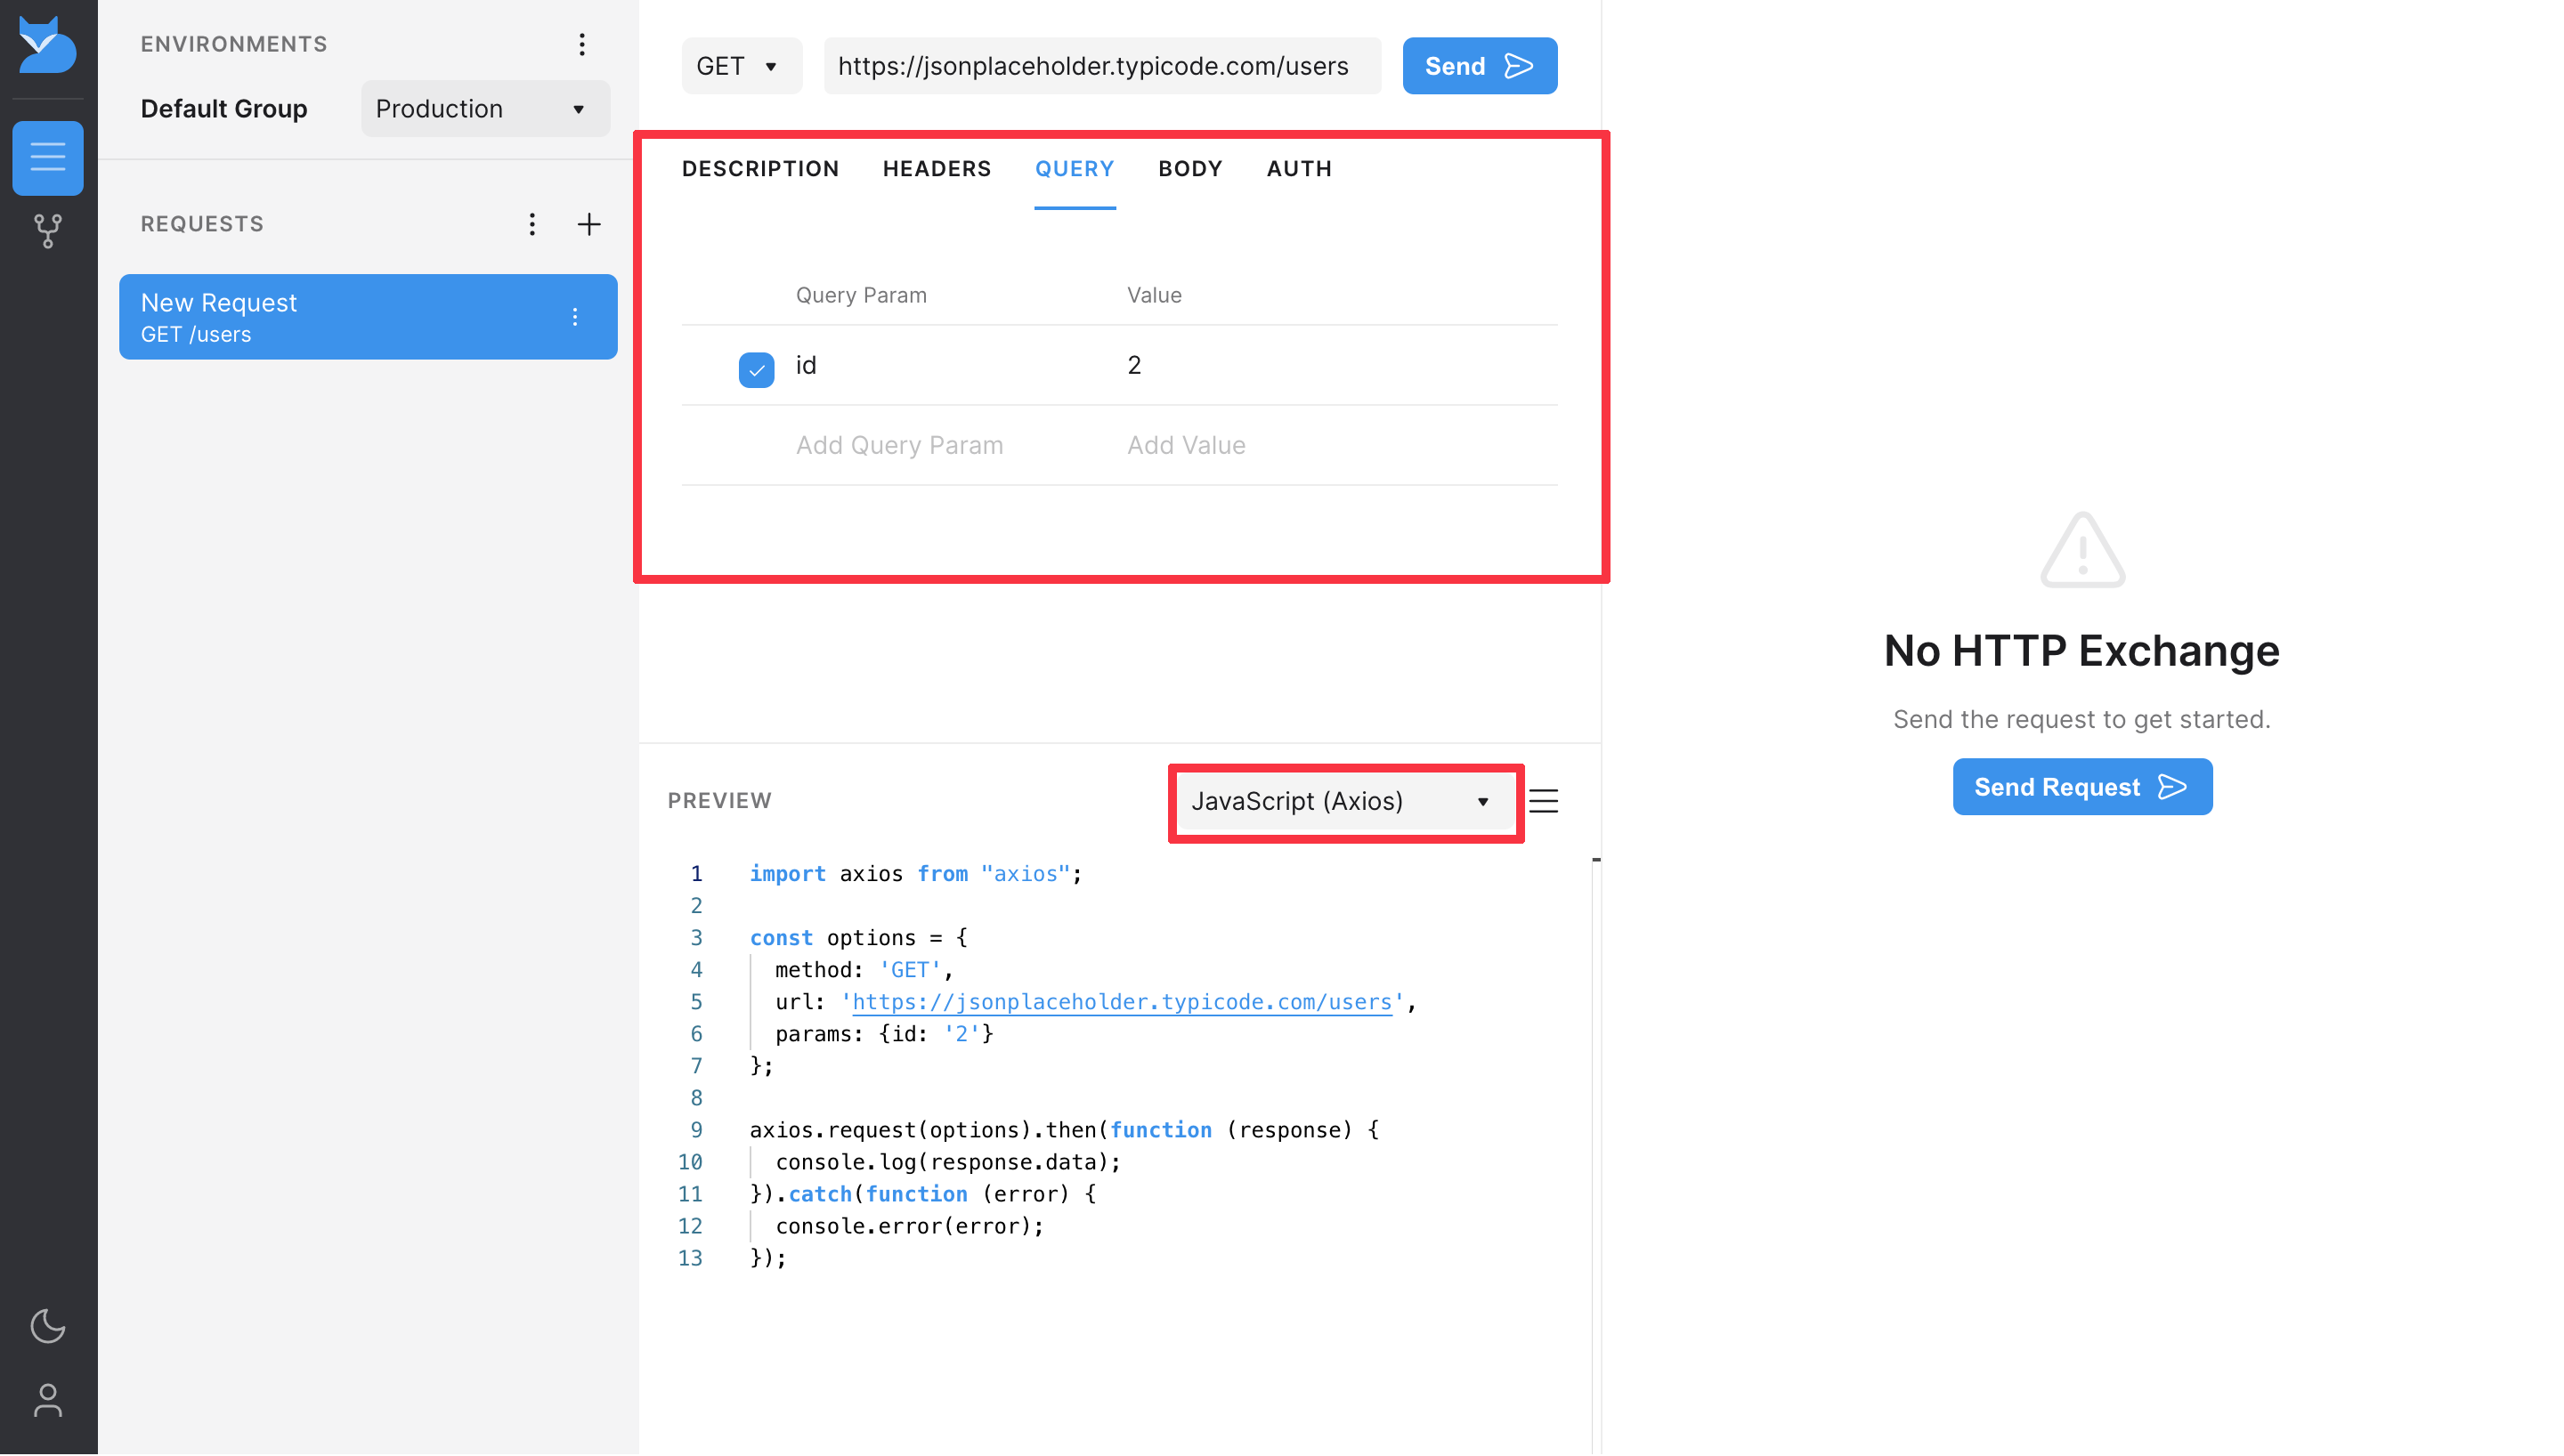 ENVIRONMENTS
Default Group Production
REQUESTS
New Request
GET /users
GET https://jsonplaceholder.typicode.com/users Send
DESCRIPTION HEADERS QUERY BODY AUTH
Query Param Value
id 2
Add Query Param Add Value
PREVIEW JavaScript (Axios)
1 import axios from "axios";
2
3 const options = {
4 method: 'GET',
5 url: 'https://jsonplaceholder.typicode.com/users',
6 params: {id: '2'}
7 };
8
9 axios.request(options).then(function (response) {
10 console.log(response.data);
11 }).catch(function (error) {
12 console.error(error);
13 });
No HTTP Exchange
Send the request to get started.
Send Request